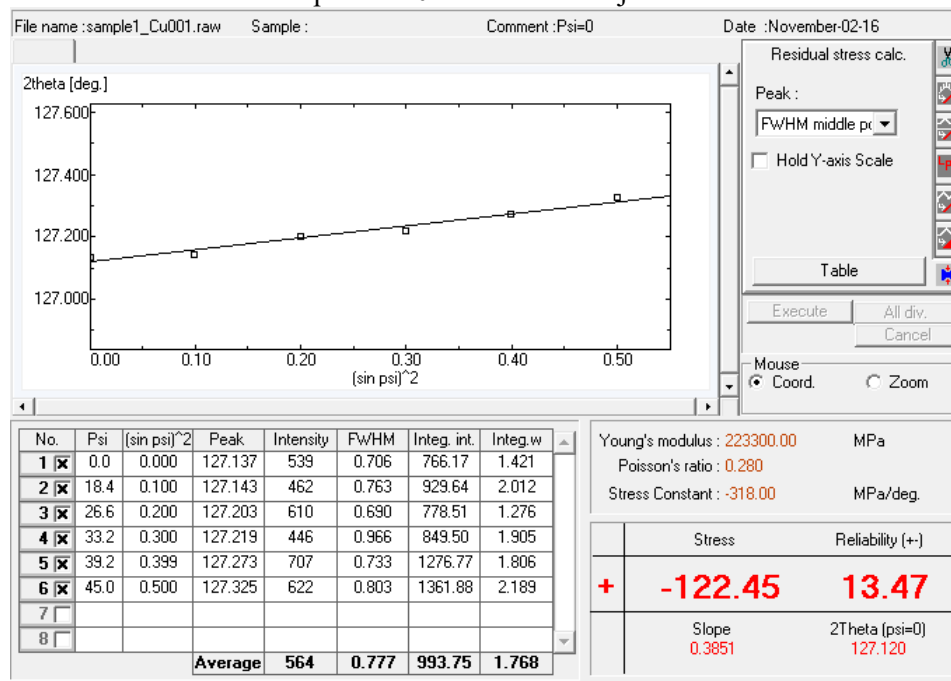 File name :sample1_Cu001.raw Sample : Comment :Psi=0 Date :November-02-16
Residual stress calc.
Peak :
FWHM middle
Hold Y-axis Scale
Table
Execute All div.
Cancel
Mouse
Coord. Zoom
2theta [deg.]
127.600
127.400
127.200
127.000
0.00 0.10 0.20 0.30 0.40 0.50
(sin psi)^2
No. Psi (sin psi)^2 Peak Intensity FWHM Integ. int. Integ.w
1 0.0 0.000 127.137 539 0.706 766.17 1.421
2 18.4 0.100 127.143 462 0.763 929.64 2.012
3 26.6 0.200 127.203 610 0.690 778.51 1.276
4 33.2 0.300 127.219 446 0.966 849.50 1.905
5 39.2 0.399 127.273 707 0.733 1276.77 1.806
6 45.0 0.500 127.325 622 0.803 1361.88 2.189
7
8
Average 564 0.777 993.75 1.768
Young's modulus : 223300.00 MPa
Poisson's ratio : 0.280
Stress Constant : -318.00 MPa/deg.
Stress Reliability (+-)
+ -122.45 13.47
Slope 2Theta (psi=0)
0.3851 127.120